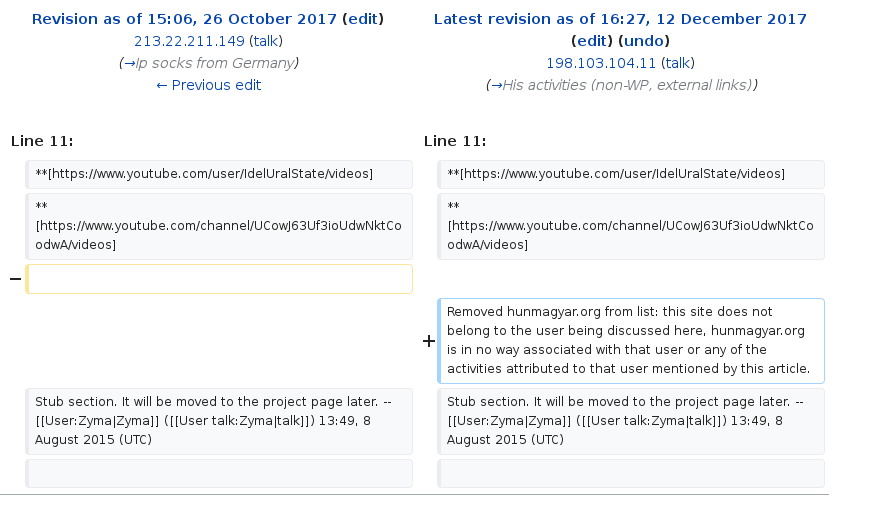 Revision as of 15:06, 26 October 2017 (edit)
213.22.211.149 (talk)
(→Ip socks from Germany)
← Previous edit
Latest revision as of 16:27, 12 December 2017
(edit) (undo)
198.103.104.11 (talk)
(→His activities (non-WP, external links))
Line 11:
Line 11:
**[https://www.youtube.com/user/IdelUralState/videos]
**[https://www.youtube.com/user/IdelUralState/videos]
**
[https://www.youtube.com/channel/UCowJ63Uf3ioUdwNktCo
odwA/videos]
**
[https://www.youtube.com/channel/UCowJ63Uf3ioUdwNktCo
odwA/videos]
−
+
Removed hunmagyar.org from list: this site does not
belong to the user being discussed here, hunmagyar.org
is in no way associated with that user or any of the
activities attributed to that user mentioned by this article.
Stub section. It will be moved to the project page later. --
[[User:Zyma|Zyma]] ([[User talk:Zyma|talk]]) 13:49, 8
August 2015 (UTC)
Stub section. It will be moved to the project page later. --
[[User:Zyma|Zyma]] ([[User talk:Zyma|talk]]) 13:49, 8
August 2015 (UTC)